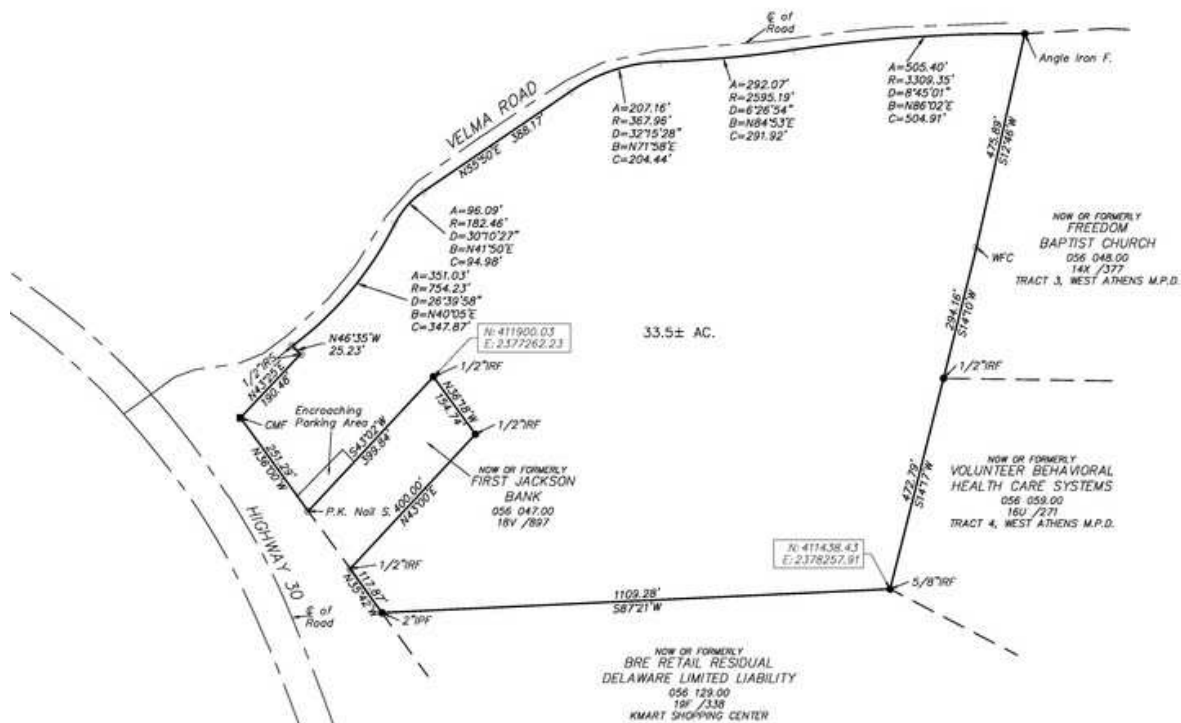 ℄ of
Road
Angle Iron F.
VELMA ROAD
A=207.16'
R=367.96'
D=32°15'28"
B=N71°58'E
C=204.44'
A=292.07'
R=2595.19'
D=6°26'54"
B=N84°53'E
C=291.92'
A=505.40'
R=3309.35'
D=8°45'01"
B=N86°02'E
C=504.91'
N55°50'E 388.17'
475.89'
S12°46'W
A=96.09'
R=182.46'
D=30°10'27"
B=N41°50'E
C=94.98'
A=351.03'
R=754.23'
D=26°39'58"
B=N40°05'E
C=347.87'
NOW OR FORMERLY
FREEDOM
BAPTIST CHURCH
056 048.00
14X /377
TRACT 3, WEST ATHENS M.P.D.
WFC
294.16'
S14°10'W
N46°35'W
25.23'
N: 411900.03
E: 2377262.23
33.5± AC.
1/2"IRS
N43°25'E
190.48'
1/2"IRF
1/2"IRF
Encroaching
Parking Area
CMF
S43°02'W
399.84'
N36°18'W
154.74'
1/2"IRF
251.29'
N36°00'W
NOW OR FORMERLY
FIRST JACKSON
BANK
056 047.00
18V /897
P.K. Nail S.
400.00'
N43°00'E
NOW OR FORMERLY
VOLUNTEER BEHAVIORAL
HEALTH CARE SYSTEMS
056 059.00
16U /271
TRACT 4, WEST ATHENS M.P.D.
472.79'
S14°17'W
HIGHWAY 30
N: 411438.43
E: 2378257.91
1/2"IRF
5/8"IRF
117.87'
N35°42'W
1109.28'
S87°21'W
℄ of
Road
2"IPF
NOW OR FORMERLY
BRE RETAIL RESIDUAL
DELAWARE LIMITED LIABILITY
056 129.00
19F /338
KMART SHOPPING CENTER